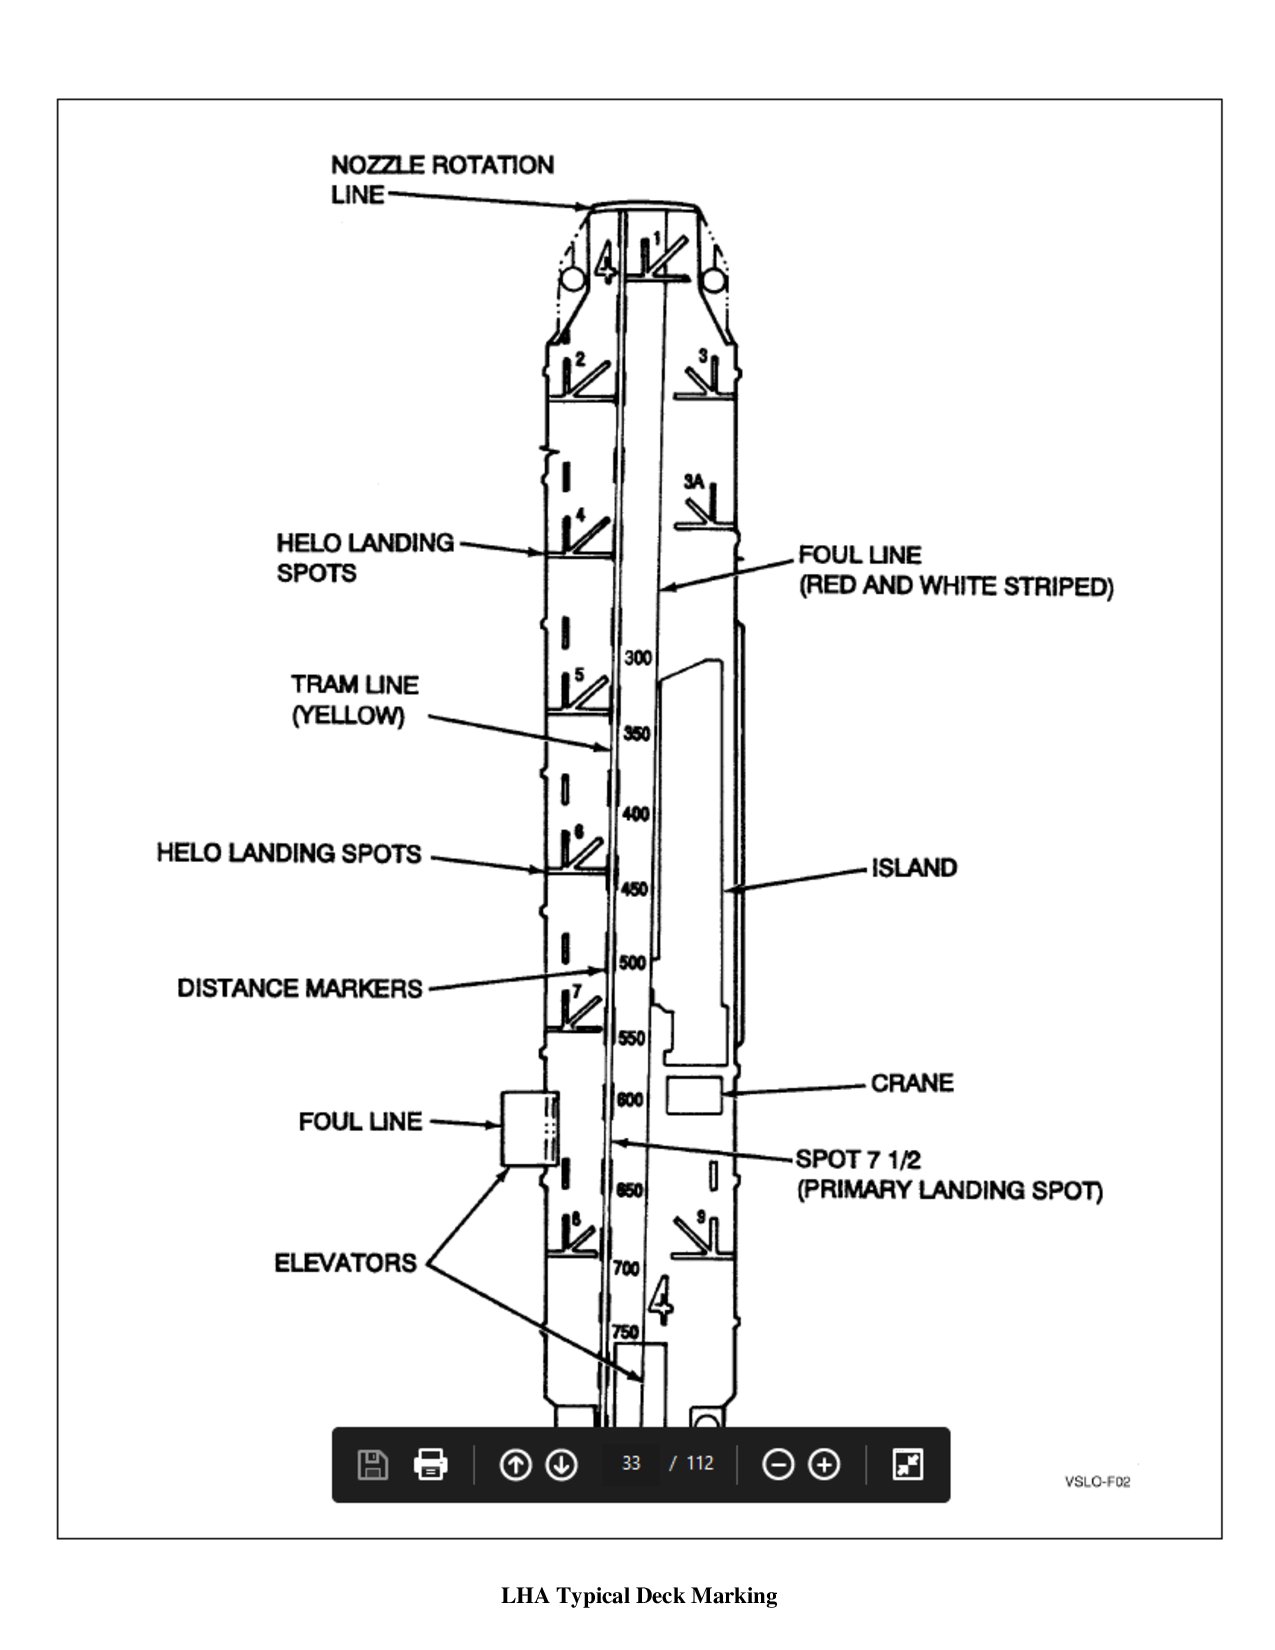 NOZZLE ROTATION
LINE
1
4
2
3
3A
4
HELO LANDING
SPOTS
FOUL LINE
(RED AND WHITE STRIPED)
300
5
TRAM LINE
(YELLOW)
350
400
6
HELO LANDING SPOTS
ISLAND
450
500
DISTANCE MARKERS
7
550
CRANE
600
FOUL LINE
SPOT 7 1/2
(PRIMARY LANDING SPOT)
650
8
9
ELEVATORS
700
4
750
33 / 112
VSLO-F02
LHA Typical Deck Marking